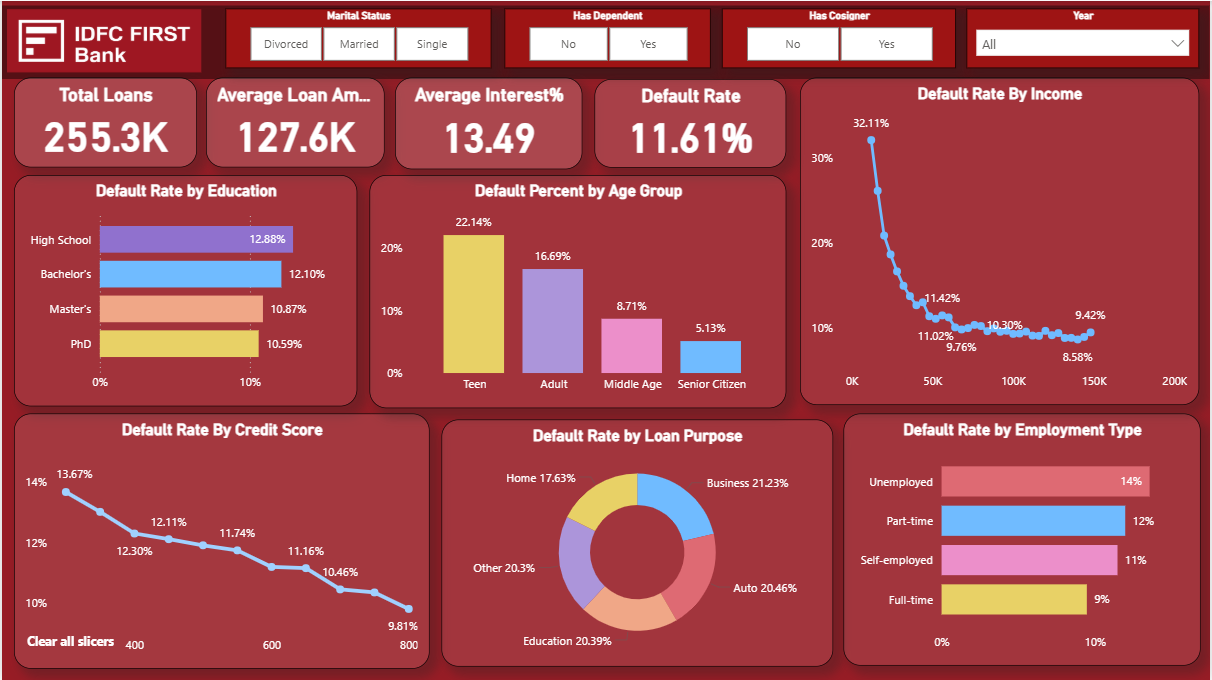 IDFC FIRST
Bank
Marital Status
Divorced
Married
Single
Has Dependent
No
Yes
Has Cosigner
No
Yes
Year
All
Total Loans
255.3K
Average Loan Am...
127.6K
Average Interest%
13.49
Default Rate
11.61%
Default Rate By Income
32.11%
30%
20%
10%
11.42%
11.02%
9.76%
10.30%
9.42%
8.58%
0K
50K
100K
150K
200K
Default Rate by Education
High School
12.88%
Bachelor's
12.10%
Master's
10.87%
PhD
10.59%
0%
10%
Default Percent by Age Group
20%
10%
0%
22.14%
16.69%
8.71%
5.13%
Teen
Adult
Middle Age
Senior Citizen
Default Rate By Credit Score
14%
12%
10%
13.67%
12.30%
12.11%
11.74%
11.16%
10.46%
9.81%
Clear all slicers
400
600
800
Default Rate by Loan Purpose
Home 17.63%
Business 21.23%
Other 20.3%
Auto 20.46%
Education 20.39%
Default Rate by Employment Type
Unemployed
14%
Part-time
12%
Self-employed
11%
Full-time
9%
0%
10%